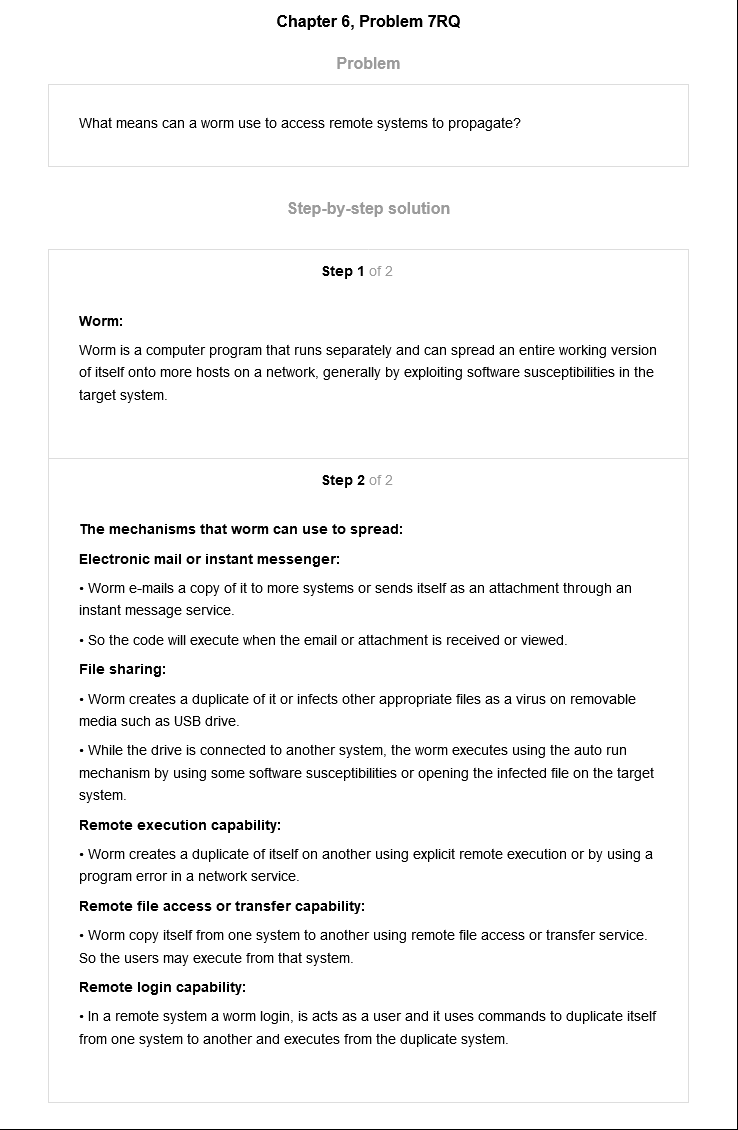 Chapter 6, Problem 7RQ
Problem
What means can a worm use to access remote systems to propagate?
Step-by-step solution
Step 1 of 2
Worm:
Worm is a computer program that runs separately and can spread an entire working version
of itself onto more hosts on a network, generally by exploiting software susceptibilities in the
target system.
Step 2 of 2
The mechanisms that worm can use to spread:
Electronic mail or instant messenger:
• Worm e-mails a copy of it to more systems or sends itself as an attachment through an
instant message service.
• So the code will execute when the email or attachment is received or viewed.
File sharing:
• Worm creates a duplicate of it or infects other appropriate files as a virus on removable
media such as USB drive.
• While the drive is connected to another system, the worm executes using the auto run
mechanism by using some software susceptibilities or opening the infected file on the target
system.
Remote execution capability:
• Worm creates a duplicate of itself on another using explicit remote execution or by using a
program error in a network service.
Remote file access or transfer capability:
• Worm copy itself from one system to another using remote file access or transfer service.
So the users may execute from that system.
Remote login capability:
• In a remote system a worm login, is acts as a user and it uses commands to duplicate itself
from one system to another and executes from the duplicate system.